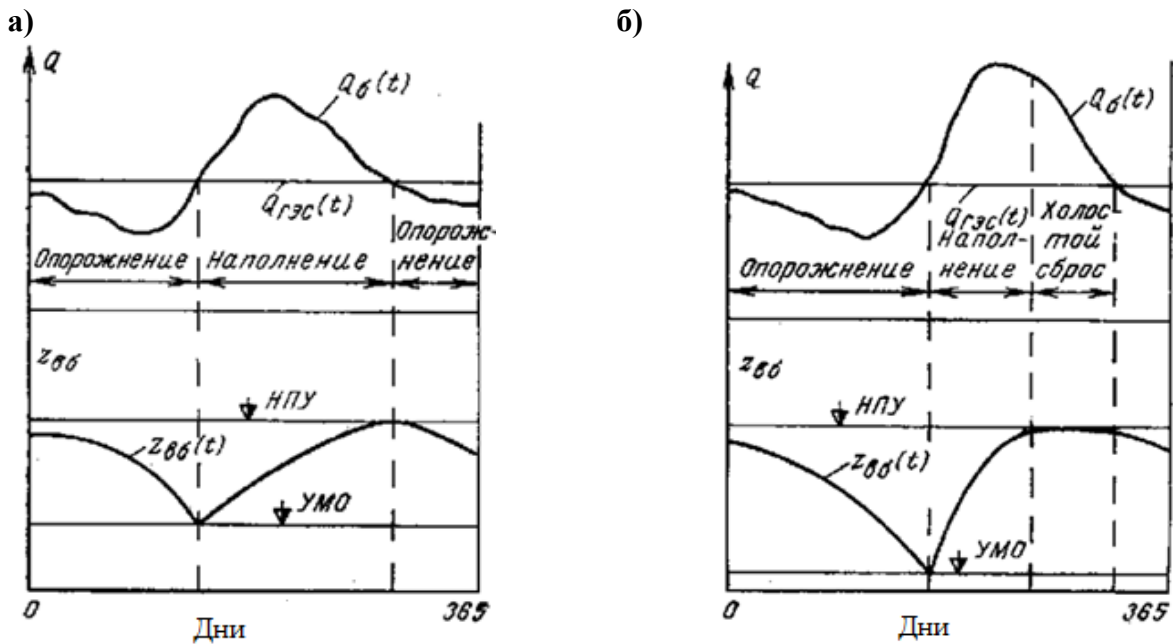 а)
Q
Qб(t)
Qгэс(t)
Опорожнение
Наполнение
Опорож-
нение
zвб
НПУ
zвб(t)
УМО
0
365
Дни
б)
Q
Qб(t)
Qгэс(t)
Опорожнение
Напол-
нение
Холос-
той
сброс
zвб
НПУ
zвб(t)
УМО
0
365
Дни